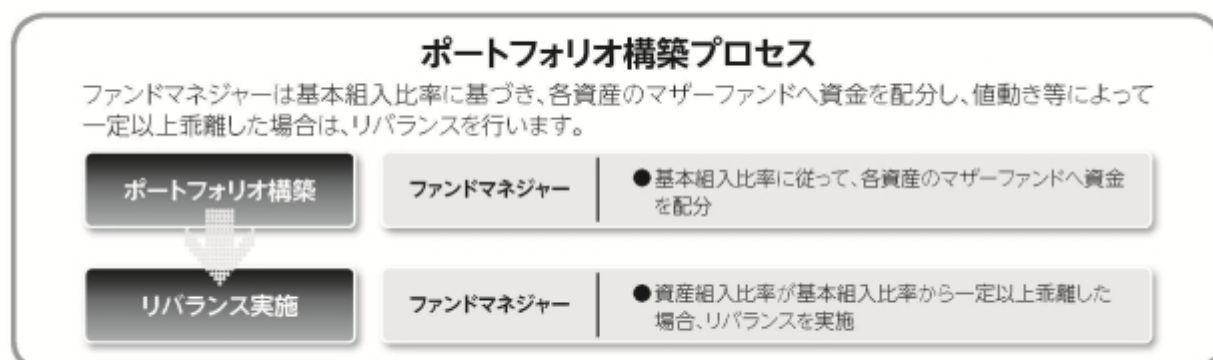 ポートフォリオ構築プロセス
ファンドマネジャーは基本組入比率に基づき、各資産のマザーファンドへ資金を配分し、値動き等によって
一定以上乖離した場合は、リバランスを行います。
ポートフォリオ構築
ファンドマネジャー
●基本組入比率に従って、各資産のマザーファンドへ資金
を配分
リバランス実施
ファンドマネジャー
●資産組入比率が基本組入比率から一定以上乖離した
場合、リバランスを実施